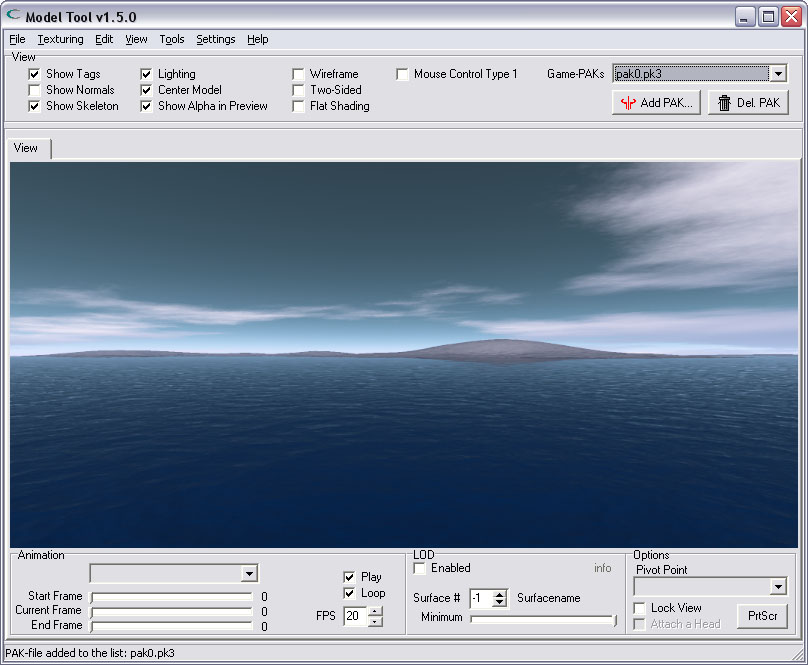 Model Tool v1.5.0
File Texturing Edit View Tools Settings Help
View
Show Tags Lighting Wireframe Mouse Control Type 1 Game-PAKs pak0.pk3
Show Normals Center Model Two-Sided
Show Skeleton Show Alpha in Preview Flat Shading Add PAK... Del. PAK
View
Animation LOD Options
Enabled info Pivot Point
Play
Loop
Start Frame 0 Surface # -1 Surfacename Lock View
Current Frame 0 FPS 20 Minimum PrtScr
End Frame 0 Attach a Head
PAK-file added to the list: pak0.pk3